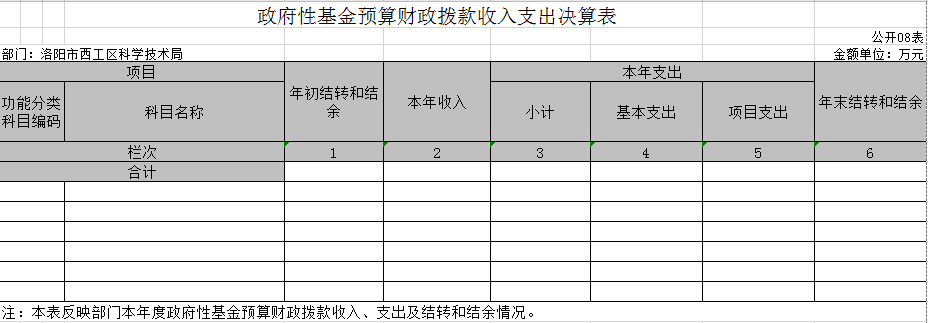 政府性基金预算财政拨款收入支出决算表
公开08表
部门：洛阳市西工区科学技术局
金额单位：万元
项目
年初结转和结
余
本年收入
本年支出
年末结转和结余
功能分类
科目编码
科目名称
小计
基本支出
项目支出
栏次
1
2
3
4
5
6
合计
注：本表反映部门本年度政府性基金预算财政拨款收入、支出及结转和结余情况。